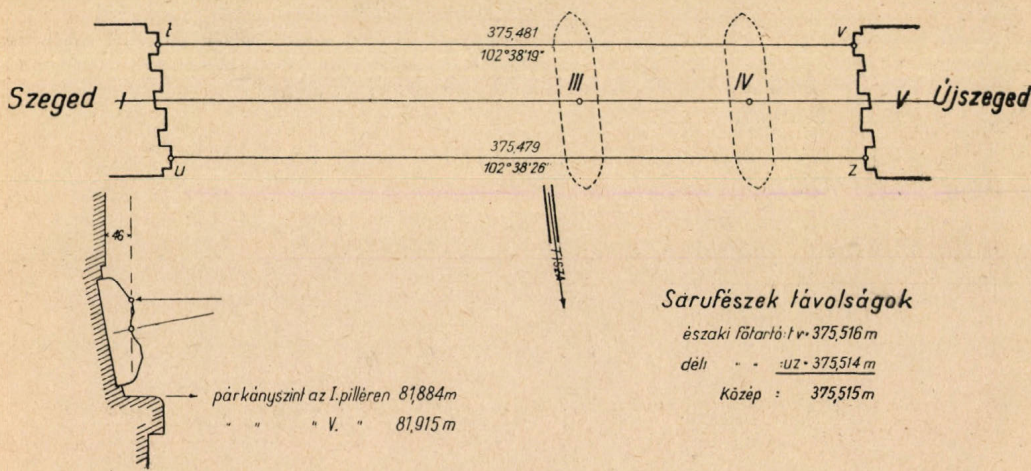 t
375,481
v
102°38'19"
III
IV
Szeged I
V Újszeged
375,479
u
102°38'26"
z
TISZA
46
Sarufészek távolságok
északi főtartó: tv = 375,516 m
déli " " : uz = 375,514 m
Közép : 375,515 m
párkányszint az I. pilléren 81,884 m
" " " V. " 81,915 m